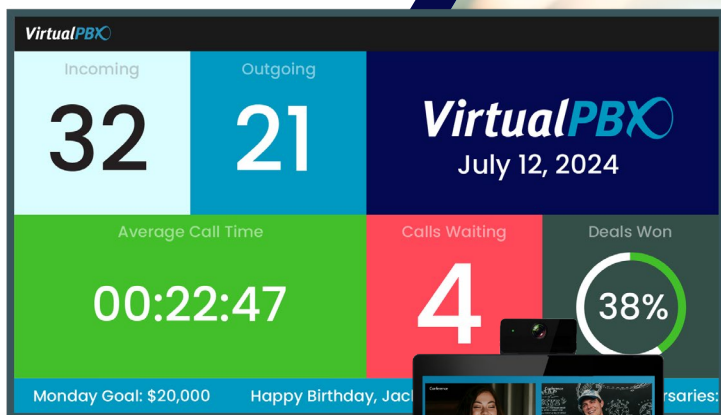 VirtualPBX
Incoming
32
Outgoing
21
VirtualPBX
July 12, 2024
Average Call Time
00:22:47
Calls Waiting
4
Deals Won
38%
Monday Goal: $20,000
Happy Birthday,
Conference